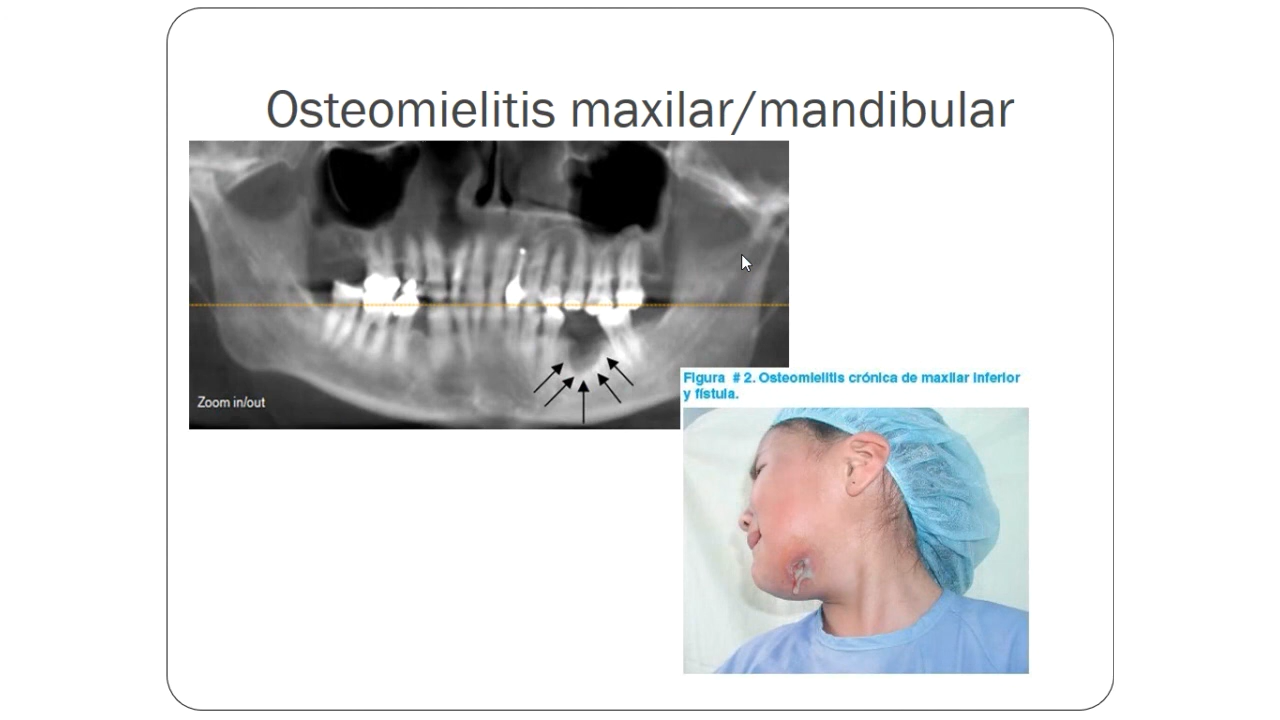 Osteomielitis maxilar/mandibular
Zoom in/out
Figura # 2. Osteomielitis crónica de maxilar inferior
y fístula.